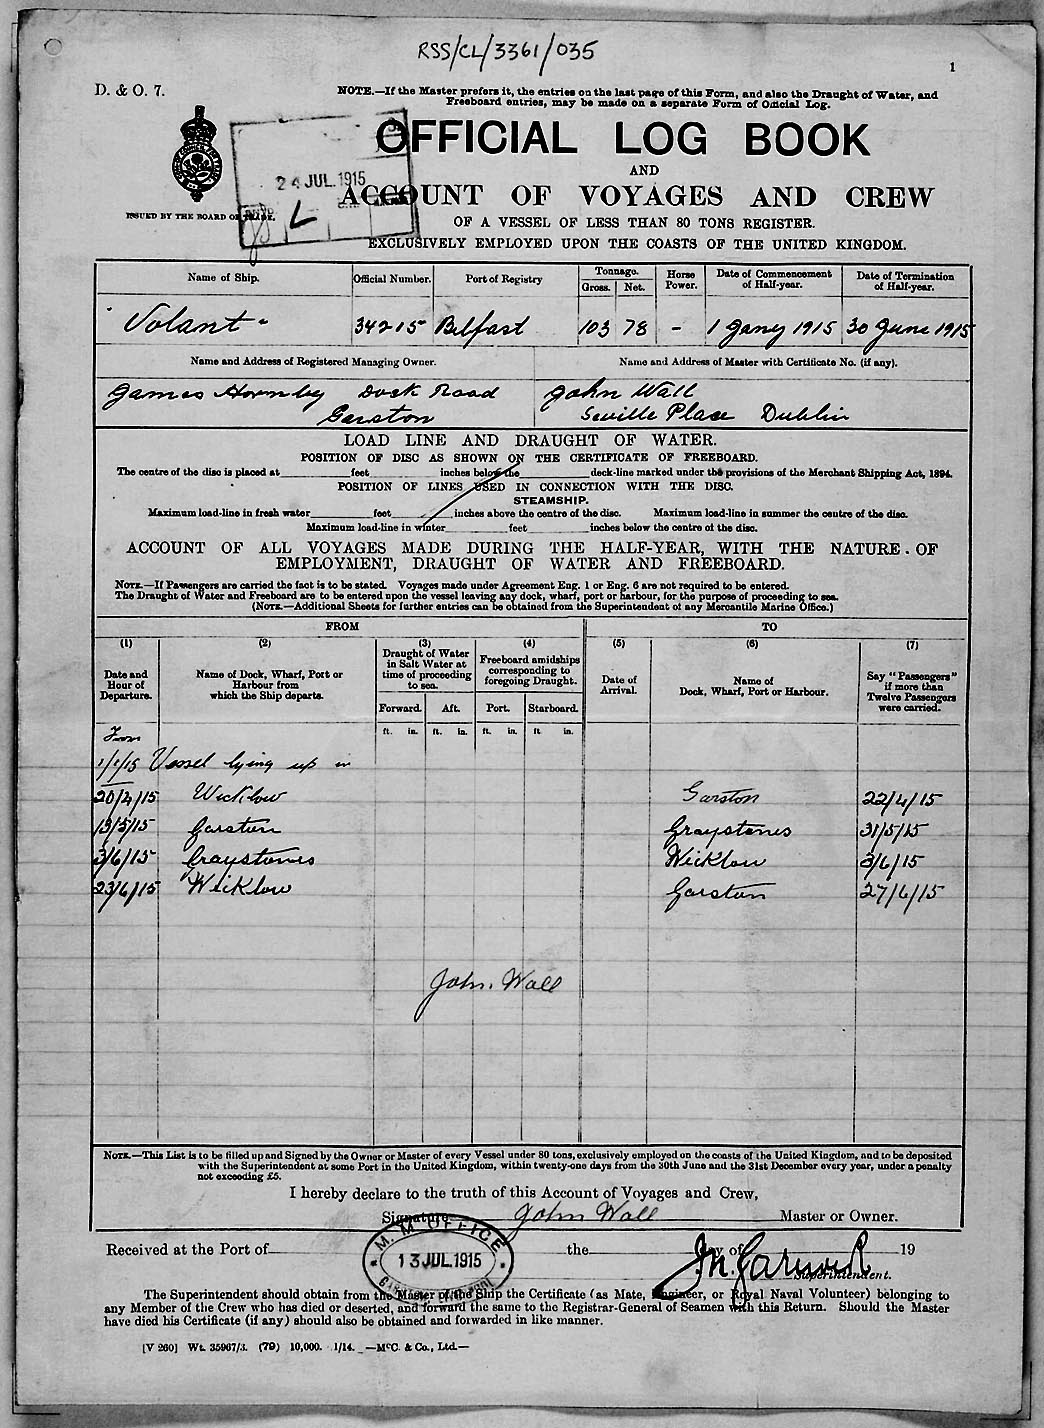 RSS/CL/3361/035
1
D. & O. 7.
NOTE.—If the Master prefers it, the entries on the last page of this Form, and also the Draught of Water, and
Freeboard entries, may be made on a separate Form of Official Log.
OFFICIAL LOG BOOK
AND
24 JUL. 1915
ACCOUNT OF VOYAGES AND CREW
L
ISSUED BY THE BOARD OF TRADE.
OF A VESSEL OF LESS THAN 80 TONS REGISTER.
EXCLUSIVELY EMPLOYED UPON THE COASTS OF THE UNITED KINGDOM.
Name of Ship. Official Number. Port of Registry Tonnage. Gross. Net. Horse Power. Date of Commencement of Half-year. Date of Termination of Half-year.
"Volant" 34215 Belfast 103 78 - 1 Jany 1915 30 June 1915
Name and Address of Registered Managing Owner. Name and Address of Master with Certificate No. (if any).
James Hornby Dock Road John Wall
Garston Seville Place Dublin
LOAD LINE AND DRAUGHT OF WATER.
POSITION OF DISC AS SHOWN ON THE CERTIFICATE OF FREEBOARD.
The centre of the disc is placed at feet inches below the deck-line marked under the provisions of the Merchant Shipping Act, 1894.
POSITION OF LINES USED IN CONNECTION WITH THE DISC.
STEAMSHIP.
Maximum load-line in fresh water feet inches above the centre of the disc. Maximum load-line in summer the centre of the disc.
Maximum load-line in winter feet inches below the centre of the disc.
ACCOUNT OF ALL VOYAGES MADE DURING THE HALF-YEAR, WITH THE NATURE OF
EMPLOYMENT, DRAUGHT OF WATER AND FREEBOARD.
NOTE.—If Passengers are carried the fact is to be stated. Voyages made under Agreement Eng. 1 or Eng. 6 are not required to be entered.
The Draught of Water and Freeboard are to be entered upon the vessel leaving any dock, wharf, port or harbour, for the purpose of proceeding to sea.
(NOTE.—Additional Sheets for further entries can be obtained from the Superintendent of any Mercantile Marine Office.)
FROM TO
(1) (2) (3) (4) (5) (6) (7)
Date and Hour of Departure. Name of Dock, Wharf, Port or Harbour from which the Ship departs. Draught of Water in Salt Water at time of proceeding to sea. Freeboard amidships corresponding to foregoing Draught. Date of Arrival. Name of Dock, Wharf, Port or Harbour. Say "Passengers" if more than Twelve Passengers were carried.
Forward. Aft. Port. Starboard.
ft. in. ft. in. ft. in. ft. in.
From
1/1/15 Vessel lying up in
20/4/15 Wicklow Garston 22/4/15
13/5/15 Garston Graystones 31/5/15
3/6/15 Graystones Wicklow 3/6/15
23/6/15 Wicklow Garston 27/6/15
John Wall
NOTE.—This List is to be filled up and Signed by the Owner or Master of every Vessel under 80 tons, exclusively employed on the coasts of the United Kingdom, and to be deposited
with the Superintendent at some Port in the United Kingdom, within twenty-one days from the 30th June and the 31st December every year, under a penalty
not exceeding £5.
I hereby declare to the truth of this Account of Voyages and Crew,
Signature John Wall Master or Owner.
M. M. OFFICE
13 JUL. 1915
Received at the Port of the day of 19
Superintendent.
The Superintendent should obtain from the Master of the Ship the Certificate (as Mate, Engineer, or Royal Naval Volunteer) belonging to
any Member of the Crew who has died or deserted, and forward the same to the Registrar-General of Seamen with this Return. Should the Master
have died his Certificate (if any) should also be obtained and forwarded in like manner.
[V 260] Wt. 35967/3. (79) 10,000. 1/14. —McC. & Co., Ltd.—